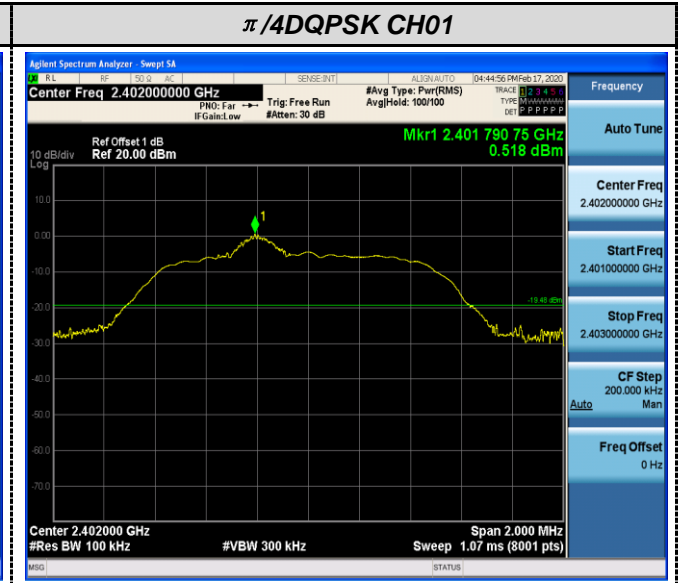 π/4DQPSK CH01
Agilent Spectrum Analyzer - Swept SA
LXI RL RF 50 Ω AC SENSE:INT ALIGNAUTO 04:44:56 PM Feb 17, 2020
Center Freq 2.402000000 GHz
PNO: Far
IFGain:Low
Trig: Free Run
#Atten: 30 dB
#Avg Type: Pwr(RMS)
Avg|Hold: 100/100
TRACE 1 2 3 4 5 6
TYPE M WWWWW
DET P P P P P P
Frequency
Mkr1 2.401 790 75 GHz
0.518 dBm
Ref Offset 1 dB
10 dB/div Ref 20.00 dBm
Log
10.0
0.00
-10.0
-20.0
-30.0
-40.0
-50.0
-60.0
-70.0
1
-19.48 dBm
Auto Tune
Center Freq
2.402000000 GHz
Start Freq
2.401000000 GHz
Stop Freq
2.403000000 GHz
CF Step
200.000 kHz
Auto Man
Freq Offset
0 Hz
Center 2.402000 GHz Span 2.000 MHz
#Res BW 100 kHz #VBW 300 kHz Sweep 1.07 ms (8001 pts)
MSG STATUS